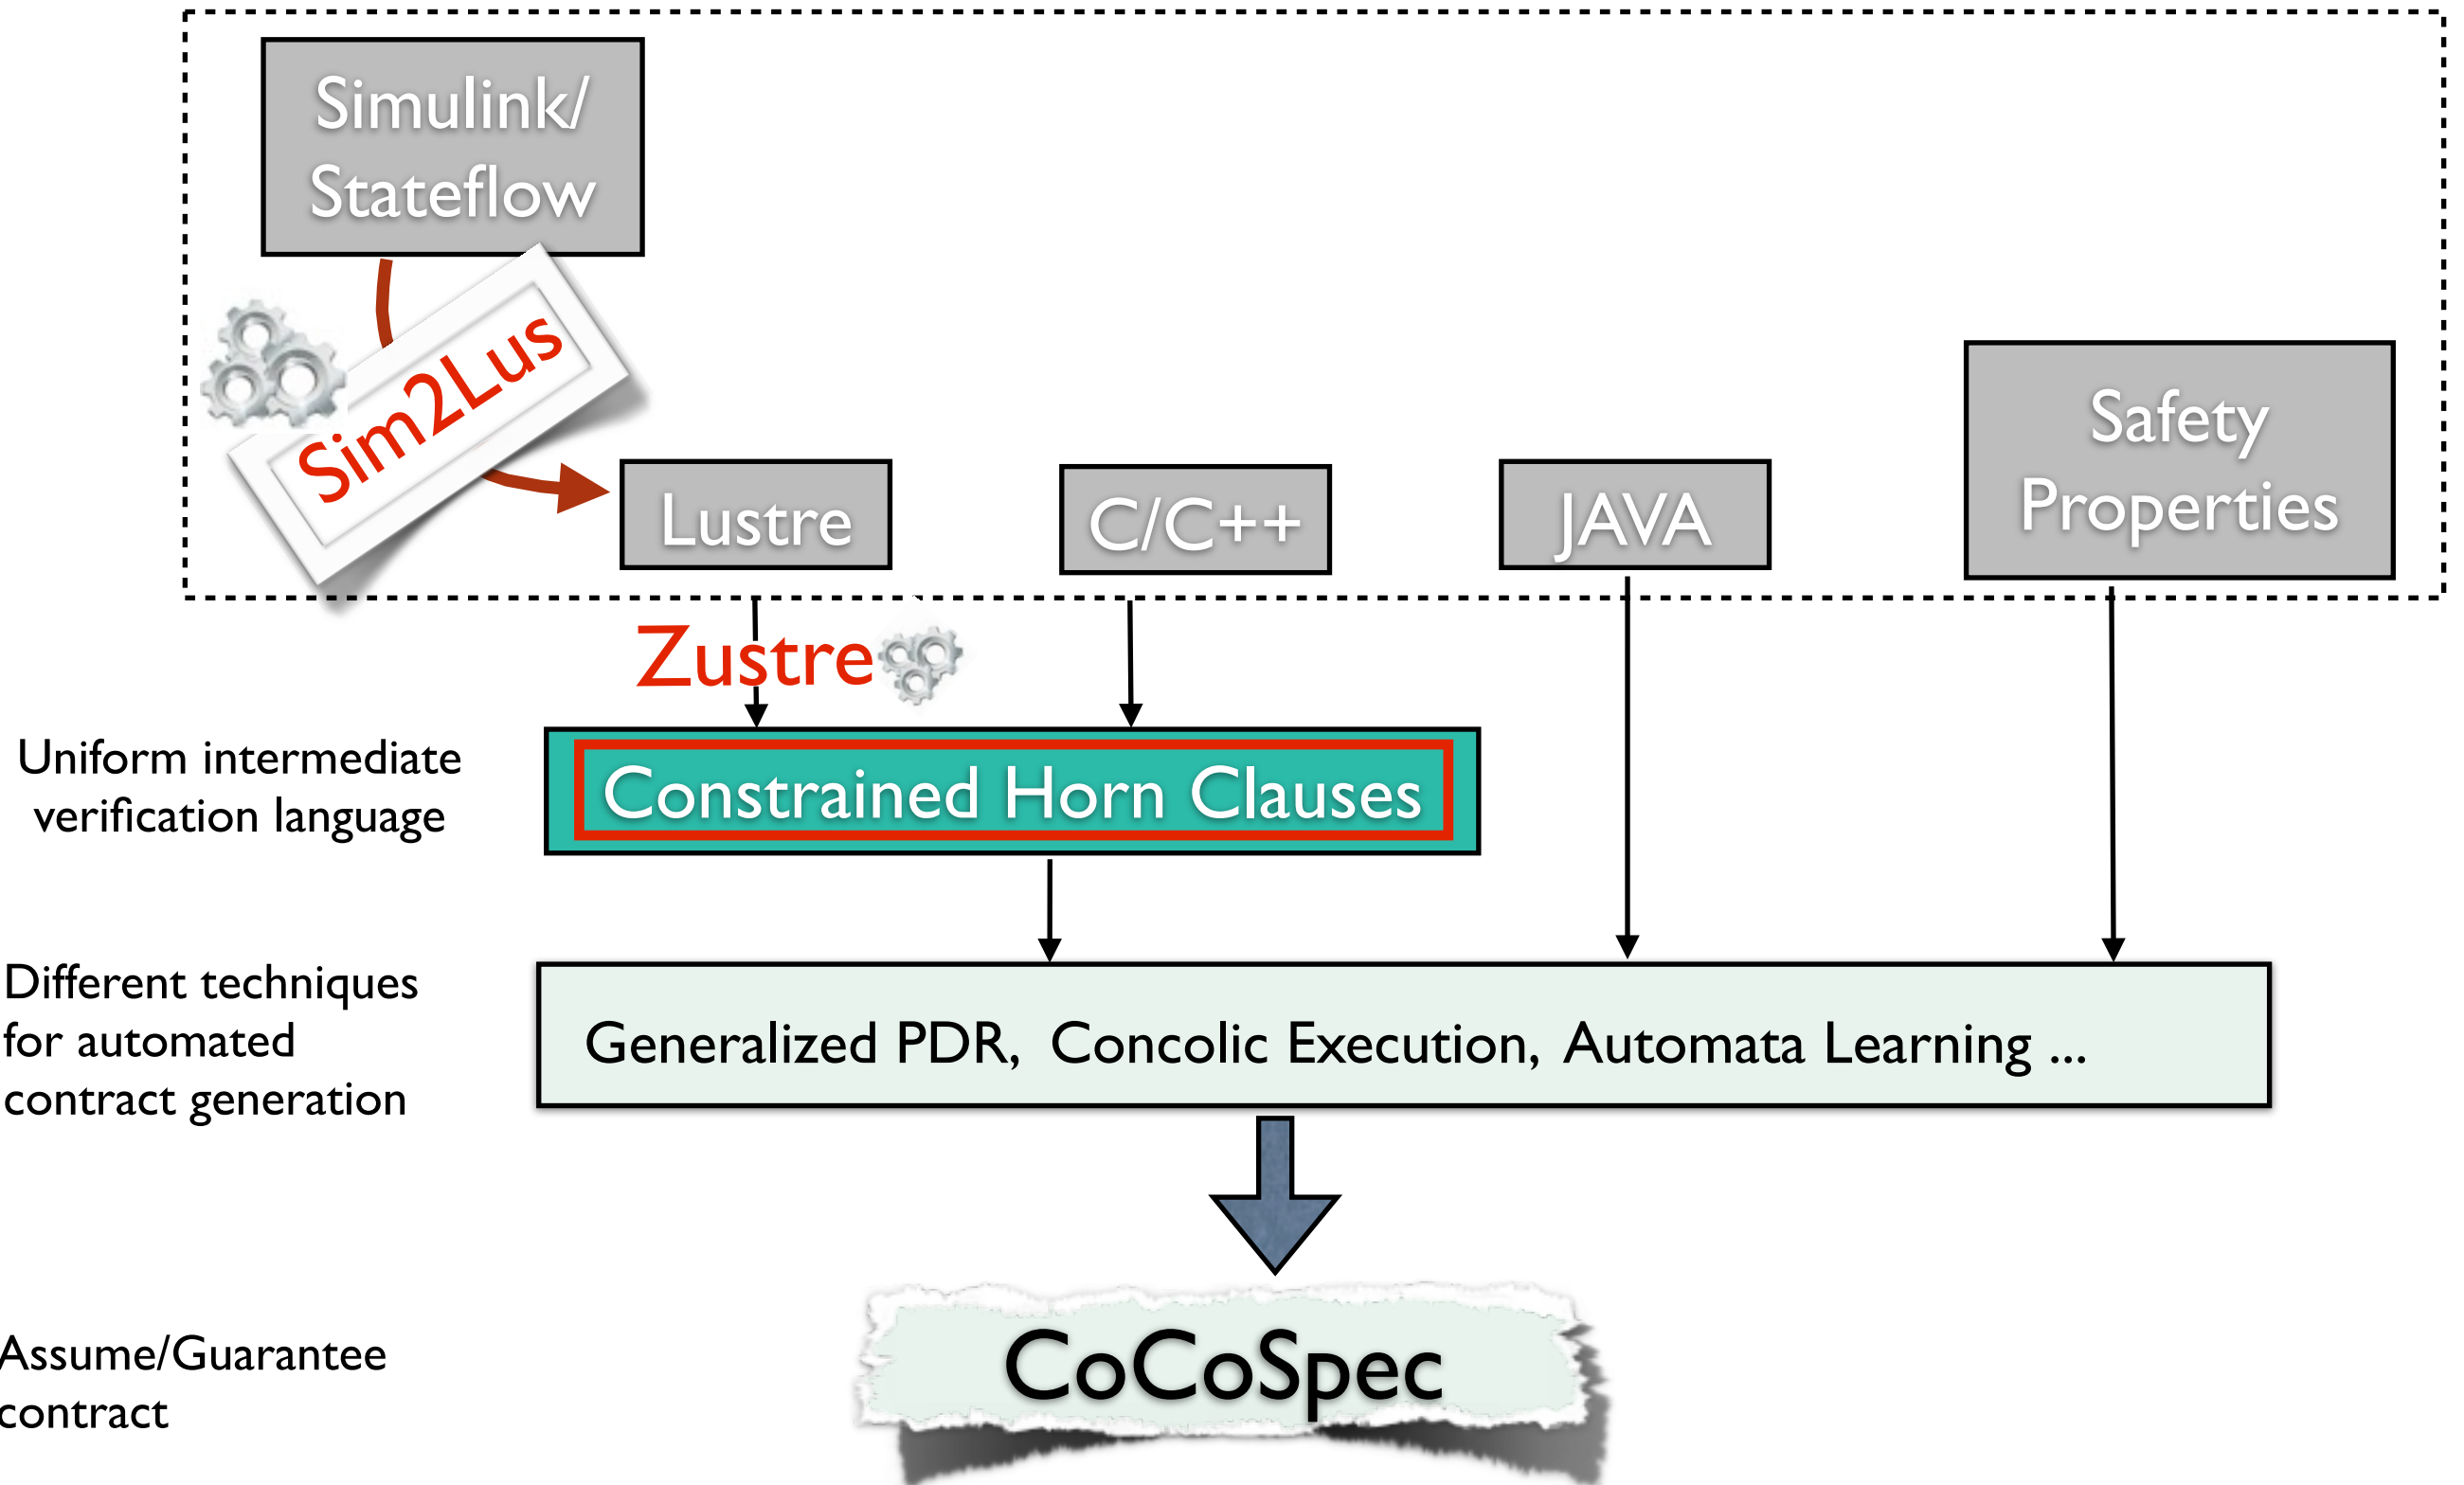 Simulink/
Stateflow
Sim2Lus
Lustre
C/C++
JAVA
Safety
Properties
Zustre
Uniform intermediate
verification language
Constrained Horn Clauses
Different techniques
for automated
contract generation
Generalized PDR, Concolic Execution, Automata Learning ...
Assume/Guarantee
contract
CoCoSpec